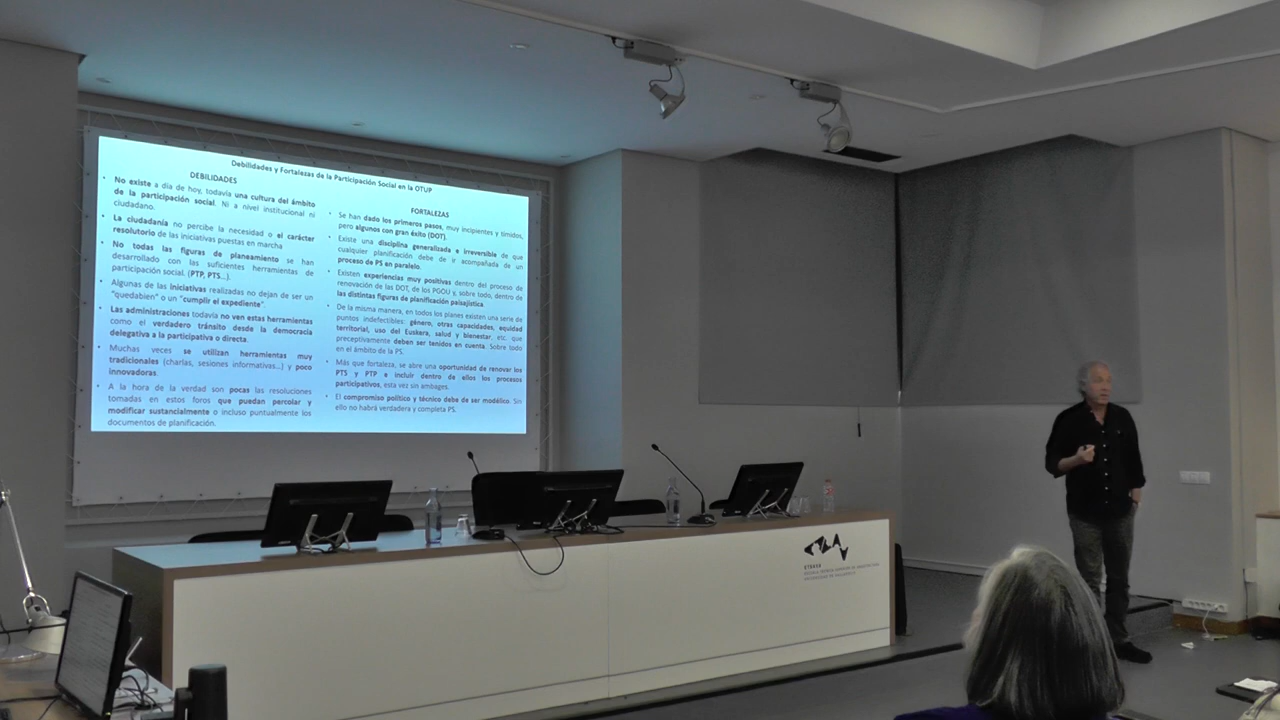 Debilidades y Fortalezas de la Participación Social en la OTUP
DEBILIDADES
• No existe a día de hoy, todavía una cultura del ámbito
de la participación social. Ni a nivel institucional ni
ciudadano.
• La ciudadanía no percibe la necesidad o el carácter
resolutorio de las iniciativas puestas en marcha
• No todas las figuras de planeamiento se han
desarrollado con las suficientes herramientas de
participación social. (PTP, PTS...).
• Algunas de las iniciativas realizadas no dejan de ser un
"quedabien" o un "cumplir el expediente".
• Las administraciones todavía no ven estas herramientas
como el verdadero tránsito desde la democracia
delegativa a la participativa o directa.
• Muchas veces se utilizan herramientas muy
tradicionales (charlas, sesiones informativas...) y poco
innovadoras.
• A la hora de la verdad son pocas las resoluciones
tomadas en estos foros que puedan percolar y
modificar sustancialmente o incluso puntualmente los
documentos de planificación.
FORTALEZAS
• Se han dado los primeros pasos, muy incipientes y tímidos,
pero algunos con gran éxito (DOT).
• Existe una disciplina generalizada e irreversible de que
cualquier planificación debe de ir acompañada de un
proceso de PS en paralelo.
• Existen experiencias muy positivas dentro del proceso de
renovación de las DOT, de los PGOU y, sobre todo, dentro de
las distintas figuras de planificación paisajística.
• De la misma manera, en todos los planes existen una serie de
puntos indefectibles: género, otras capacidades, equidad
territorial, uso del Euskera, salud y bienestar, etc. que
preceptivamente deben ser tenidos en cuenta. Sobre todo
en el ámbito de la PS.
• Más que fortaleza, se abre una oportunidad de renovar los
PTS y PTP e incluir dentro de ellos los procesos
participativos, esta vez sin ambages.
• El compromiso político y técnico debe de ser modélico. Sin
ello no habrá verdadera y completa PS.